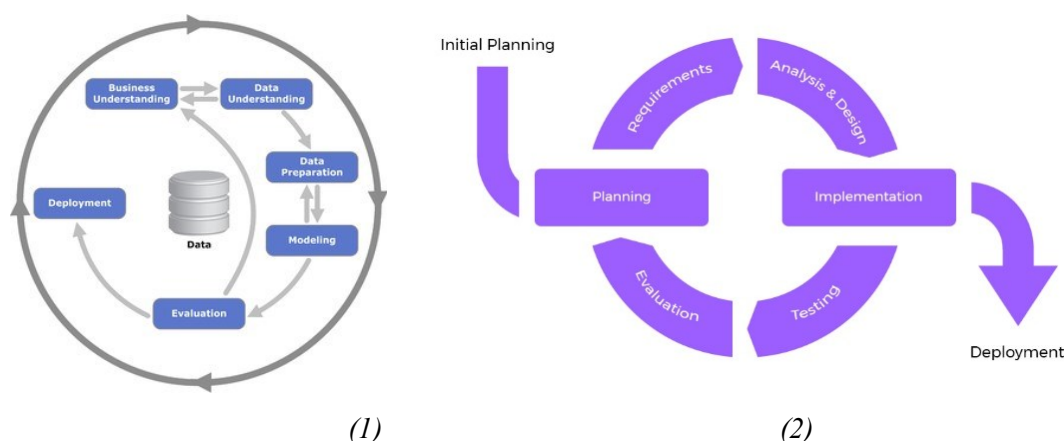 Business
Understanding
Data
Understanding
Data
Preparation
Modeling
Evaluation
Deployment
Data
(1)
Initial Planning
Requirements
Analysis & Design
Planning
Implementation
Evaluation
Testing
Deployment
(2)